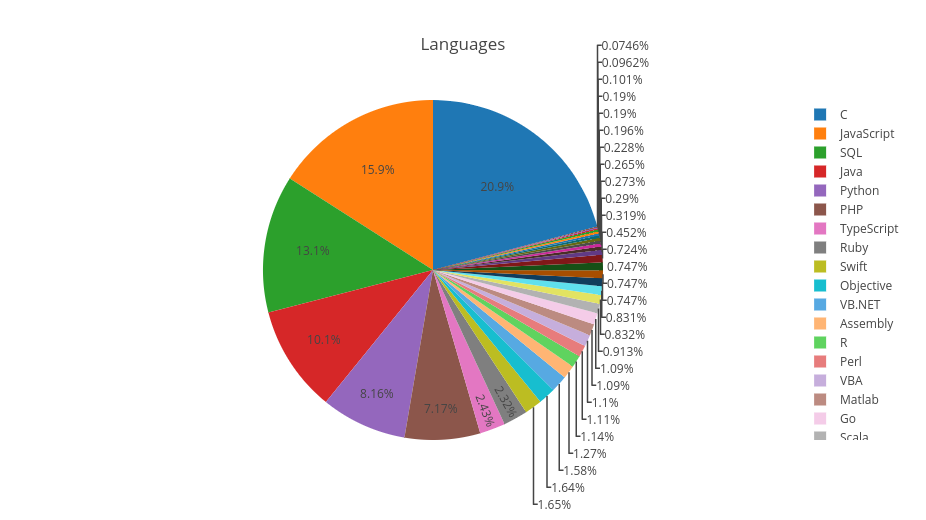 Languages
20.9%
15.9%
13.1%
10.1%
8.16%
7.17%
2.43%
2.32%
0.0746%
0.0962%
0.101%
0.19%
0.19%
0.196%
0.228%
0.265%
0.273%
0.29%
0.319%
0.452%
0.724%
0.747%
0.747%
0.747%
0.831%
0.832%
0.913%
1.09%
1.09%
1.1%
1.11%
1.14%
1.27%
1.58%
1.64%
1.65%
C
JavaScript
SQL
Java
Python
PHP
TypeScript
Ruby
Swift
Objective
VB.NET
Assembly
R
Perl
VBA
Matlab
Go
Scala